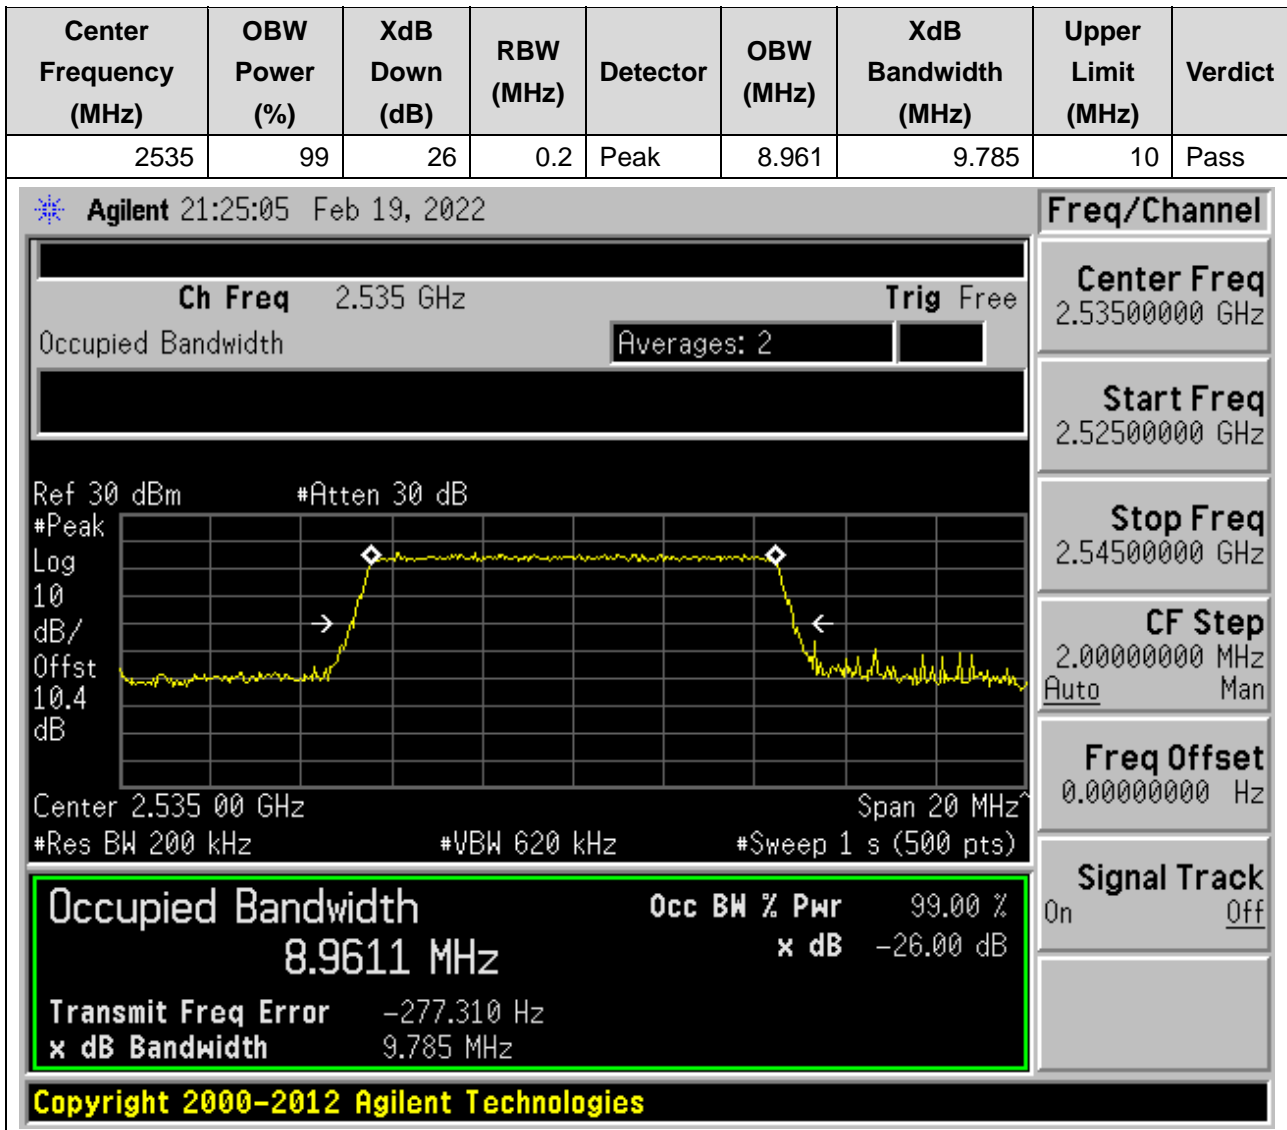 Center Frequency (MHz) OBW Power (%) XdB Down (dB) RBW (MHz) Detector OBW (MHz) XdB Bandwidth (MHz) Upper Limit (MHz) Verdict
2535 99 26 0.2 Peak 8.961 9.785 10 Pass
Agilent 21:25:05 Feb 19, 2022
Freq/Channel
Ch Freq 2.535 GHz Trig Free
Occupied Bandwidth Averages: 2
Center Freq
2.53500000 GHz
Start Freq
2.52500000 GHz
Stop Freq
2.54500000 GHz
CF Step
2.00000000 MHz
Auto Man
Freq Offset
0.00000000 Hz
Signal Track
On Off
Ref 30 dBm #Atten 30 dB
#Peak
Log
10
dB/
Offst
10.4
dB
Center 2.535 00 GHz Span 20 MHz^
#Res BW 200 kHz #VBW 620 kHz #Sweep 1 s (500 pts)
Occupied Bandwidth Occ BW % Pwr 99.00 %
8.9611 MHz x dB -26.00 dB
Transmit Freq Error -277.310 Hz
x dB Bandwidth 9.785 MHz
Copyright 2000-2012 Agilent Technologies